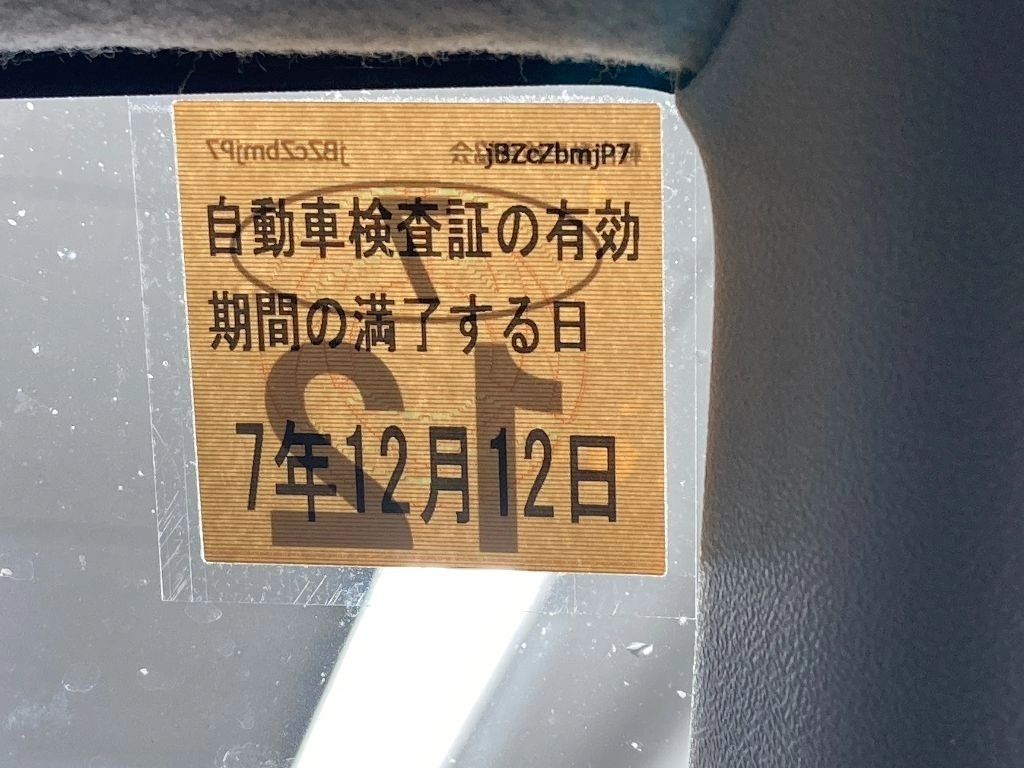 jBZcZbmjP7
自動車検査証の有効
期間の満了する日
7年12月12日